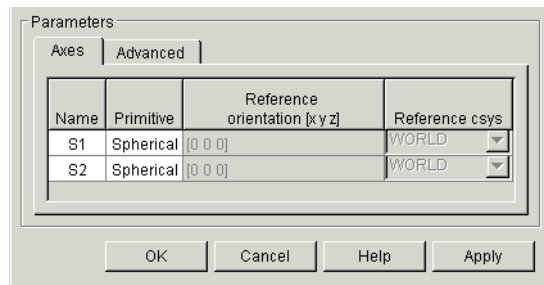 Parameters
Axes Advanced
Reference
Name Primitive orientation [x y z] Reference csys
S1 Spherical [0 0 0] WORLD
S2 Spherical [0 0 0] WORLD
OK Cancel Help Apply